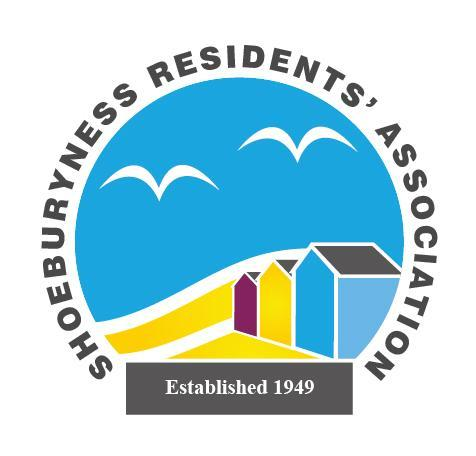 SHOEBURYNESS RESIDENTS' ASSOCIATION
Established 1949